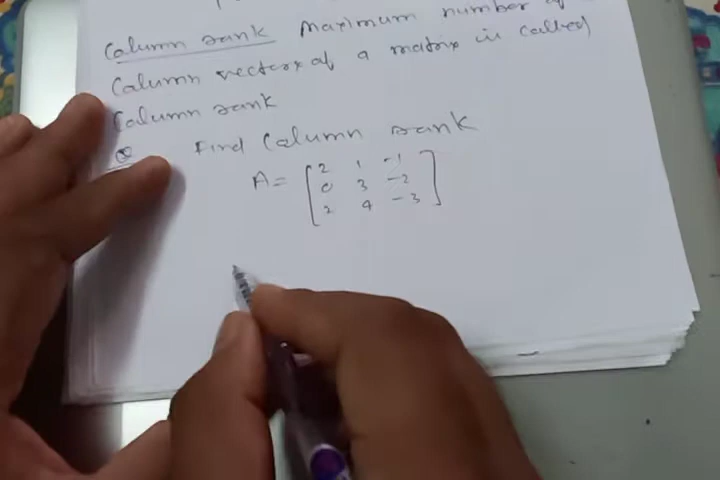 Column rank Maximum number of
Column vectors of a matrix is called
Column rank
Q Find Column rank
A = [ 2 1 -1
0 3 -2
2 4 -3 ]